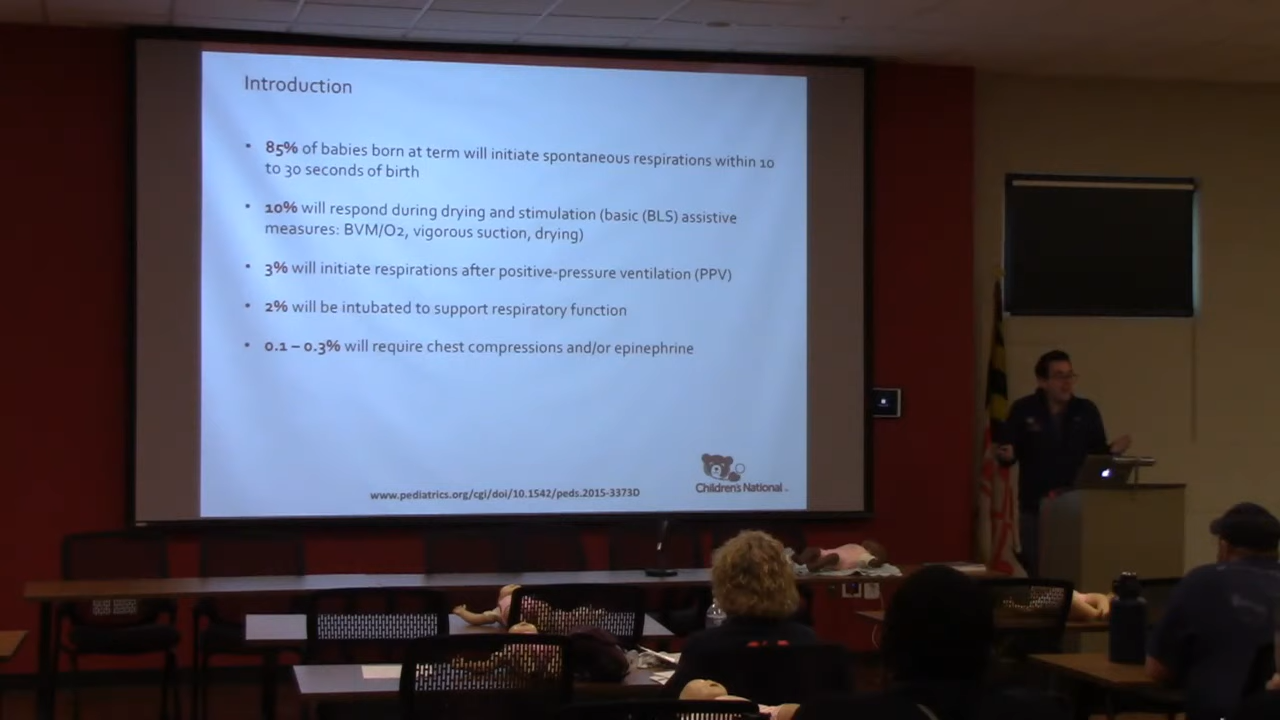 Introduction
• 85% of babies born at term will initiate spontaneous respirations within 10
to 30 seconds of birth
• 10% will respond during drying and stimulation (basic (BLS) assistive
measures: BVM/O2, vigorous suction, drying)
• 3% will initiate respirations after positive-pressure ventilation (PPV)
• 2% will be intubated to support respiratory function
• 0.1 – 0.3% will require chest compressions and/or epinephrine
www.pediatrics.org/cgi/doi/10.1542/peds.2015-3373D
Children's National